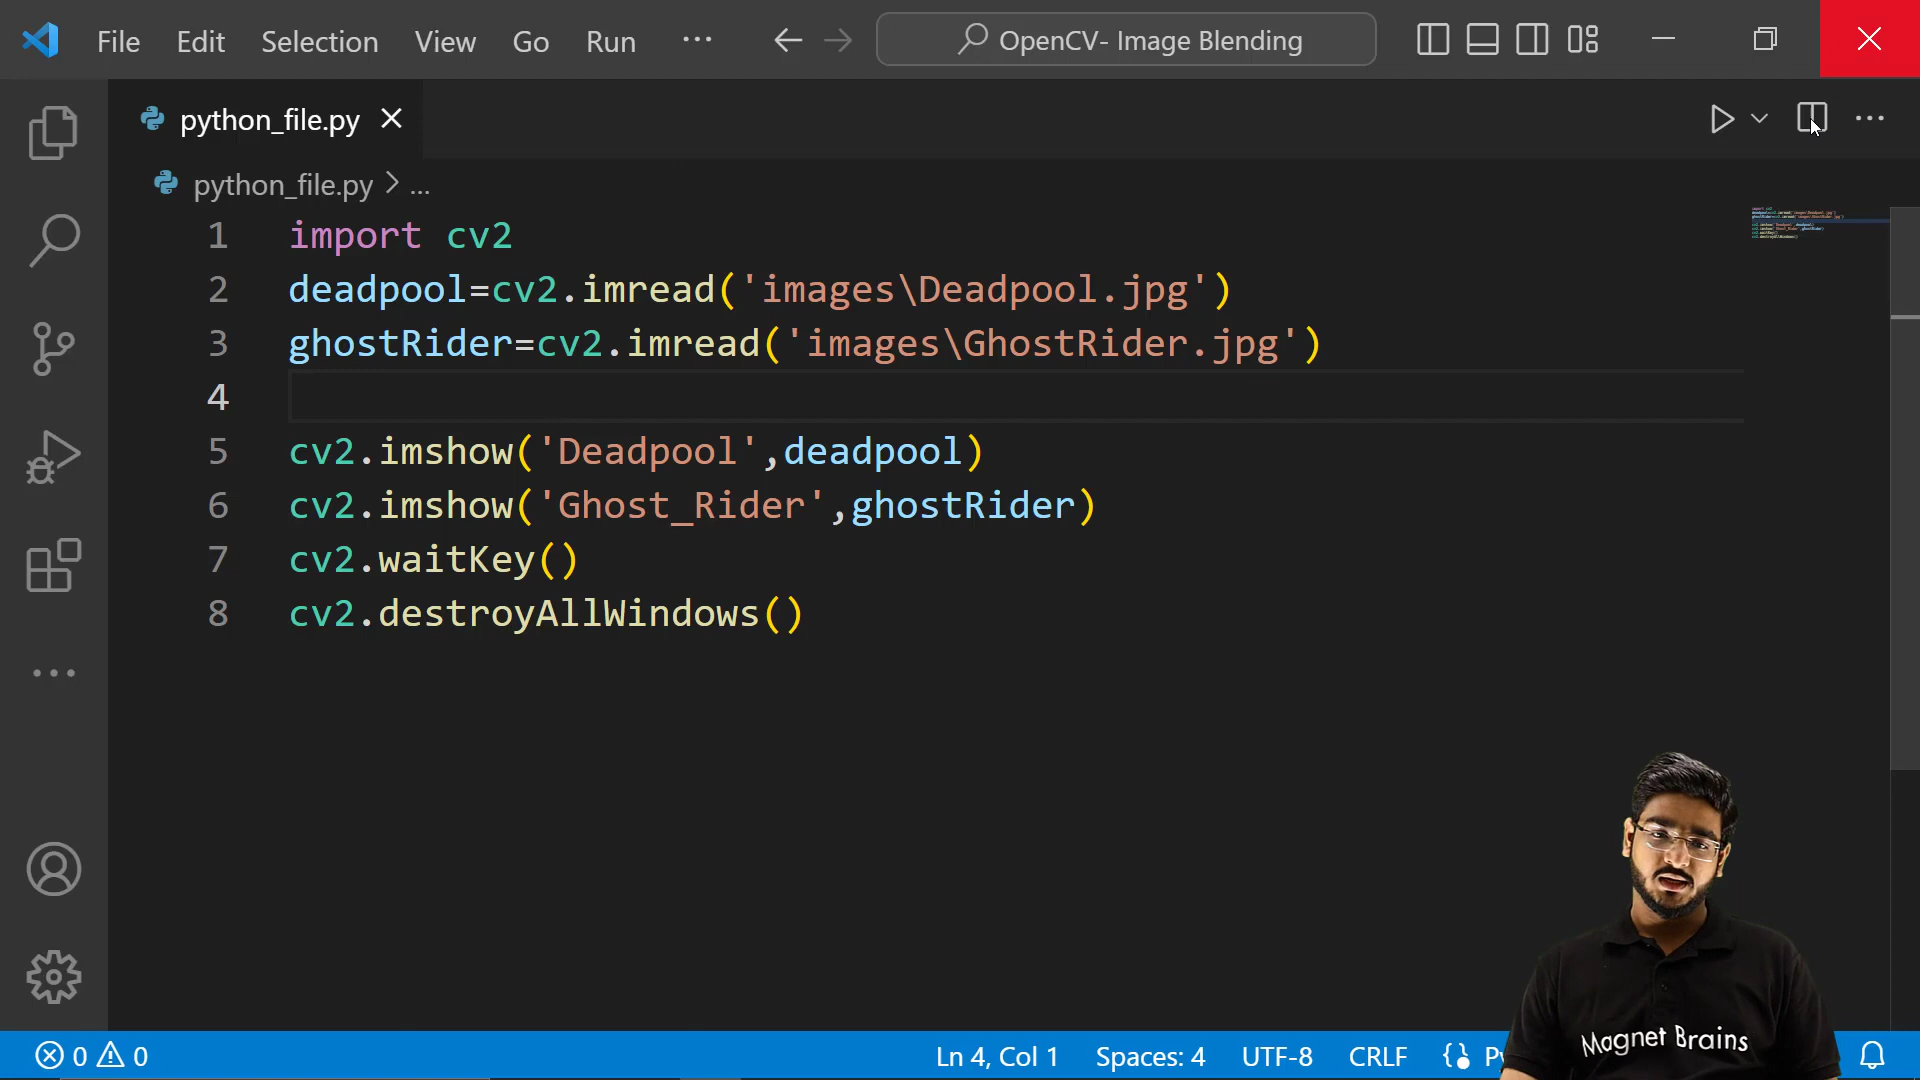 File Edit Selection View Go Run ... OpenCV- Image Blending
python_file.py
python_file.py > ...
1 import cv2
2 deadpool=cv2.imread('images\Deadpool.jpg')
3 ghostRider=cv2.imread('images\GhostRider.jpg')
4
5 cv2.imshow('Deadpool',deadpool)
6 cv2.imshow('Ghost_Rider',ghostRider)
7 cv2.waitKey()
8 cv2.destroyAllWindows()
Magnet Brains
0 0 Ln 4, Col 1 Spaces: 4 UTF-8 CRLF